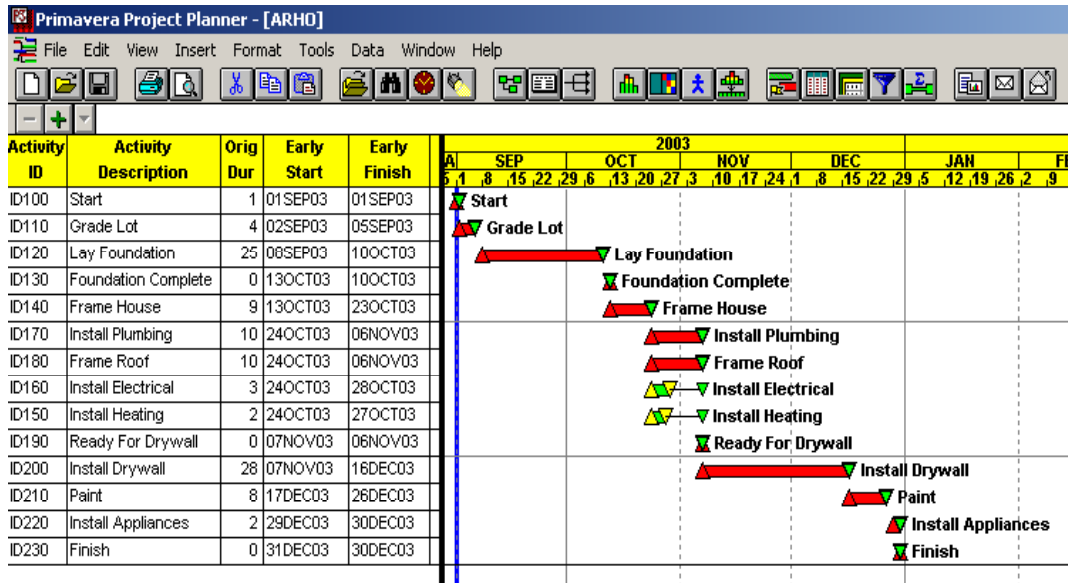 Primavera Project Planner - [ARHO]
File Edit View Insert Format Tools Data Window Help
Activity ID Activity Description Orig Dur Early Start Early Finish
2003
A SEP OCT NOV DEC JAN FE
5 1 8 15 22 29 6 13 20 27 3 10 17 24 1 8 15 22 29 5 12 19 26 2 9
ID100 Start 1 01SEP03 01SEP03 Start
ID110 Grade Lot 4 02SEP03 05SEP03 Grade Lot
ID120 Lay Foundation 25 08SEP03 10OCT03 Lay Foundation
ID130 Foundation Complete 0 13OCT03 10OCT03 Foundation Complete
ID140 Frame House 9 13OCT03 23OCT03 Frame House
ID170 Install Plumbing 10 24OCT03 06NOV03 Install Plumbing
ID180 Frame Roof 10 24OCT03 06NOV03 Frame Roof
ID160 Install Electrical 3 24OCT03 28OCT03 Install Electrical
ID150 Install Heating 2 24OCT03 27OCT03 Install Heating
ID190 Ready For Drywall 0 07NOV03 06NOV03 Ready For Drywall
ID200 Install Drywall 28 07NOV03 16DEC03 Install Drywall
ID210 Paint 8 17DEC03 26DEC03 Paint
ID220 Install Appliances 2 29DEC03 30DEC03 Install Appliances
ID230 Finish 0 31DEC03 30DEC03 Finish